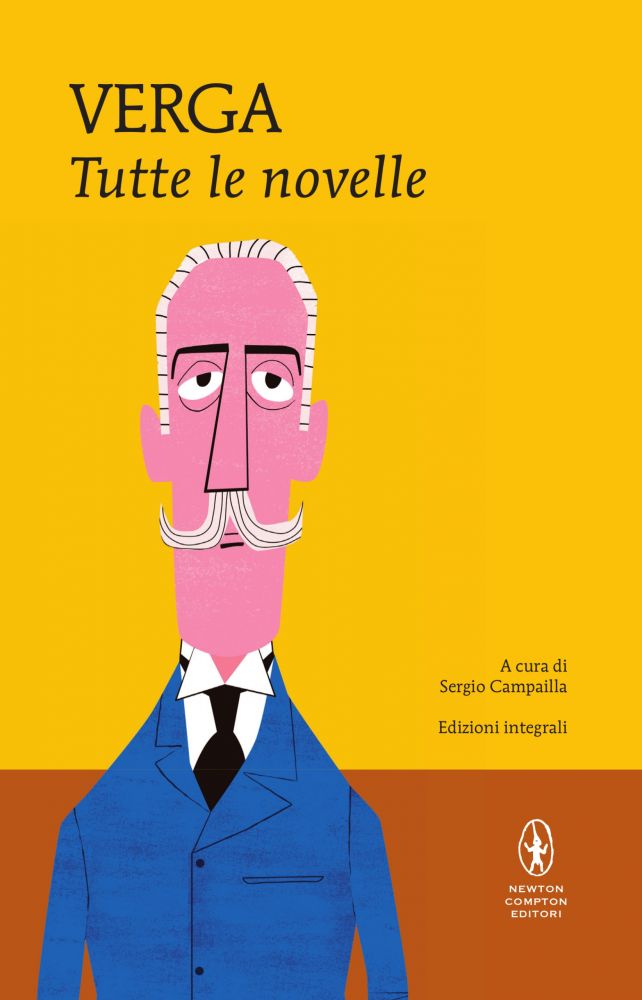 VERGA
Tutte le novelle
A cura di
Sergio Campailla
Edizioni integrali
NEWTON
COMPTON
EDITORI